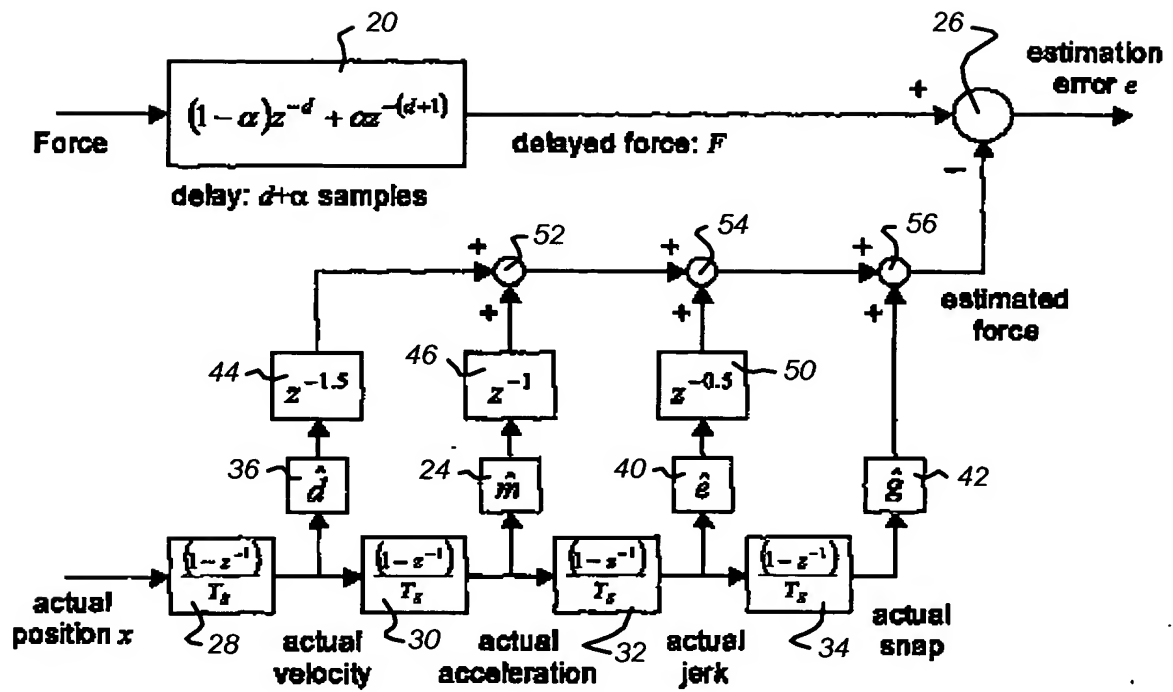 20
26
estimation
error e
(1 - α)z^{-d} + αz^{-(d+1)}
+
Force
delayed force: F
−
delay: d+α samples
+ 52
+ 54
+ 56
+
+
+
estimated
force
44 z^{-1.5}
46 z^{-1}
z^{-0.5} 50
36 d̂
24 m̂
40 ê
ĝ 42
(1 - z^{-1}) / T_s
(1 - z^{-1}) / T_s
(1 - z^{-1}) / T_s
(1 - z^{-1}) / T_s
actual
position x
28
actual
velocity
30
actual
acceleration
32
actual
jerk
34
actual
snap